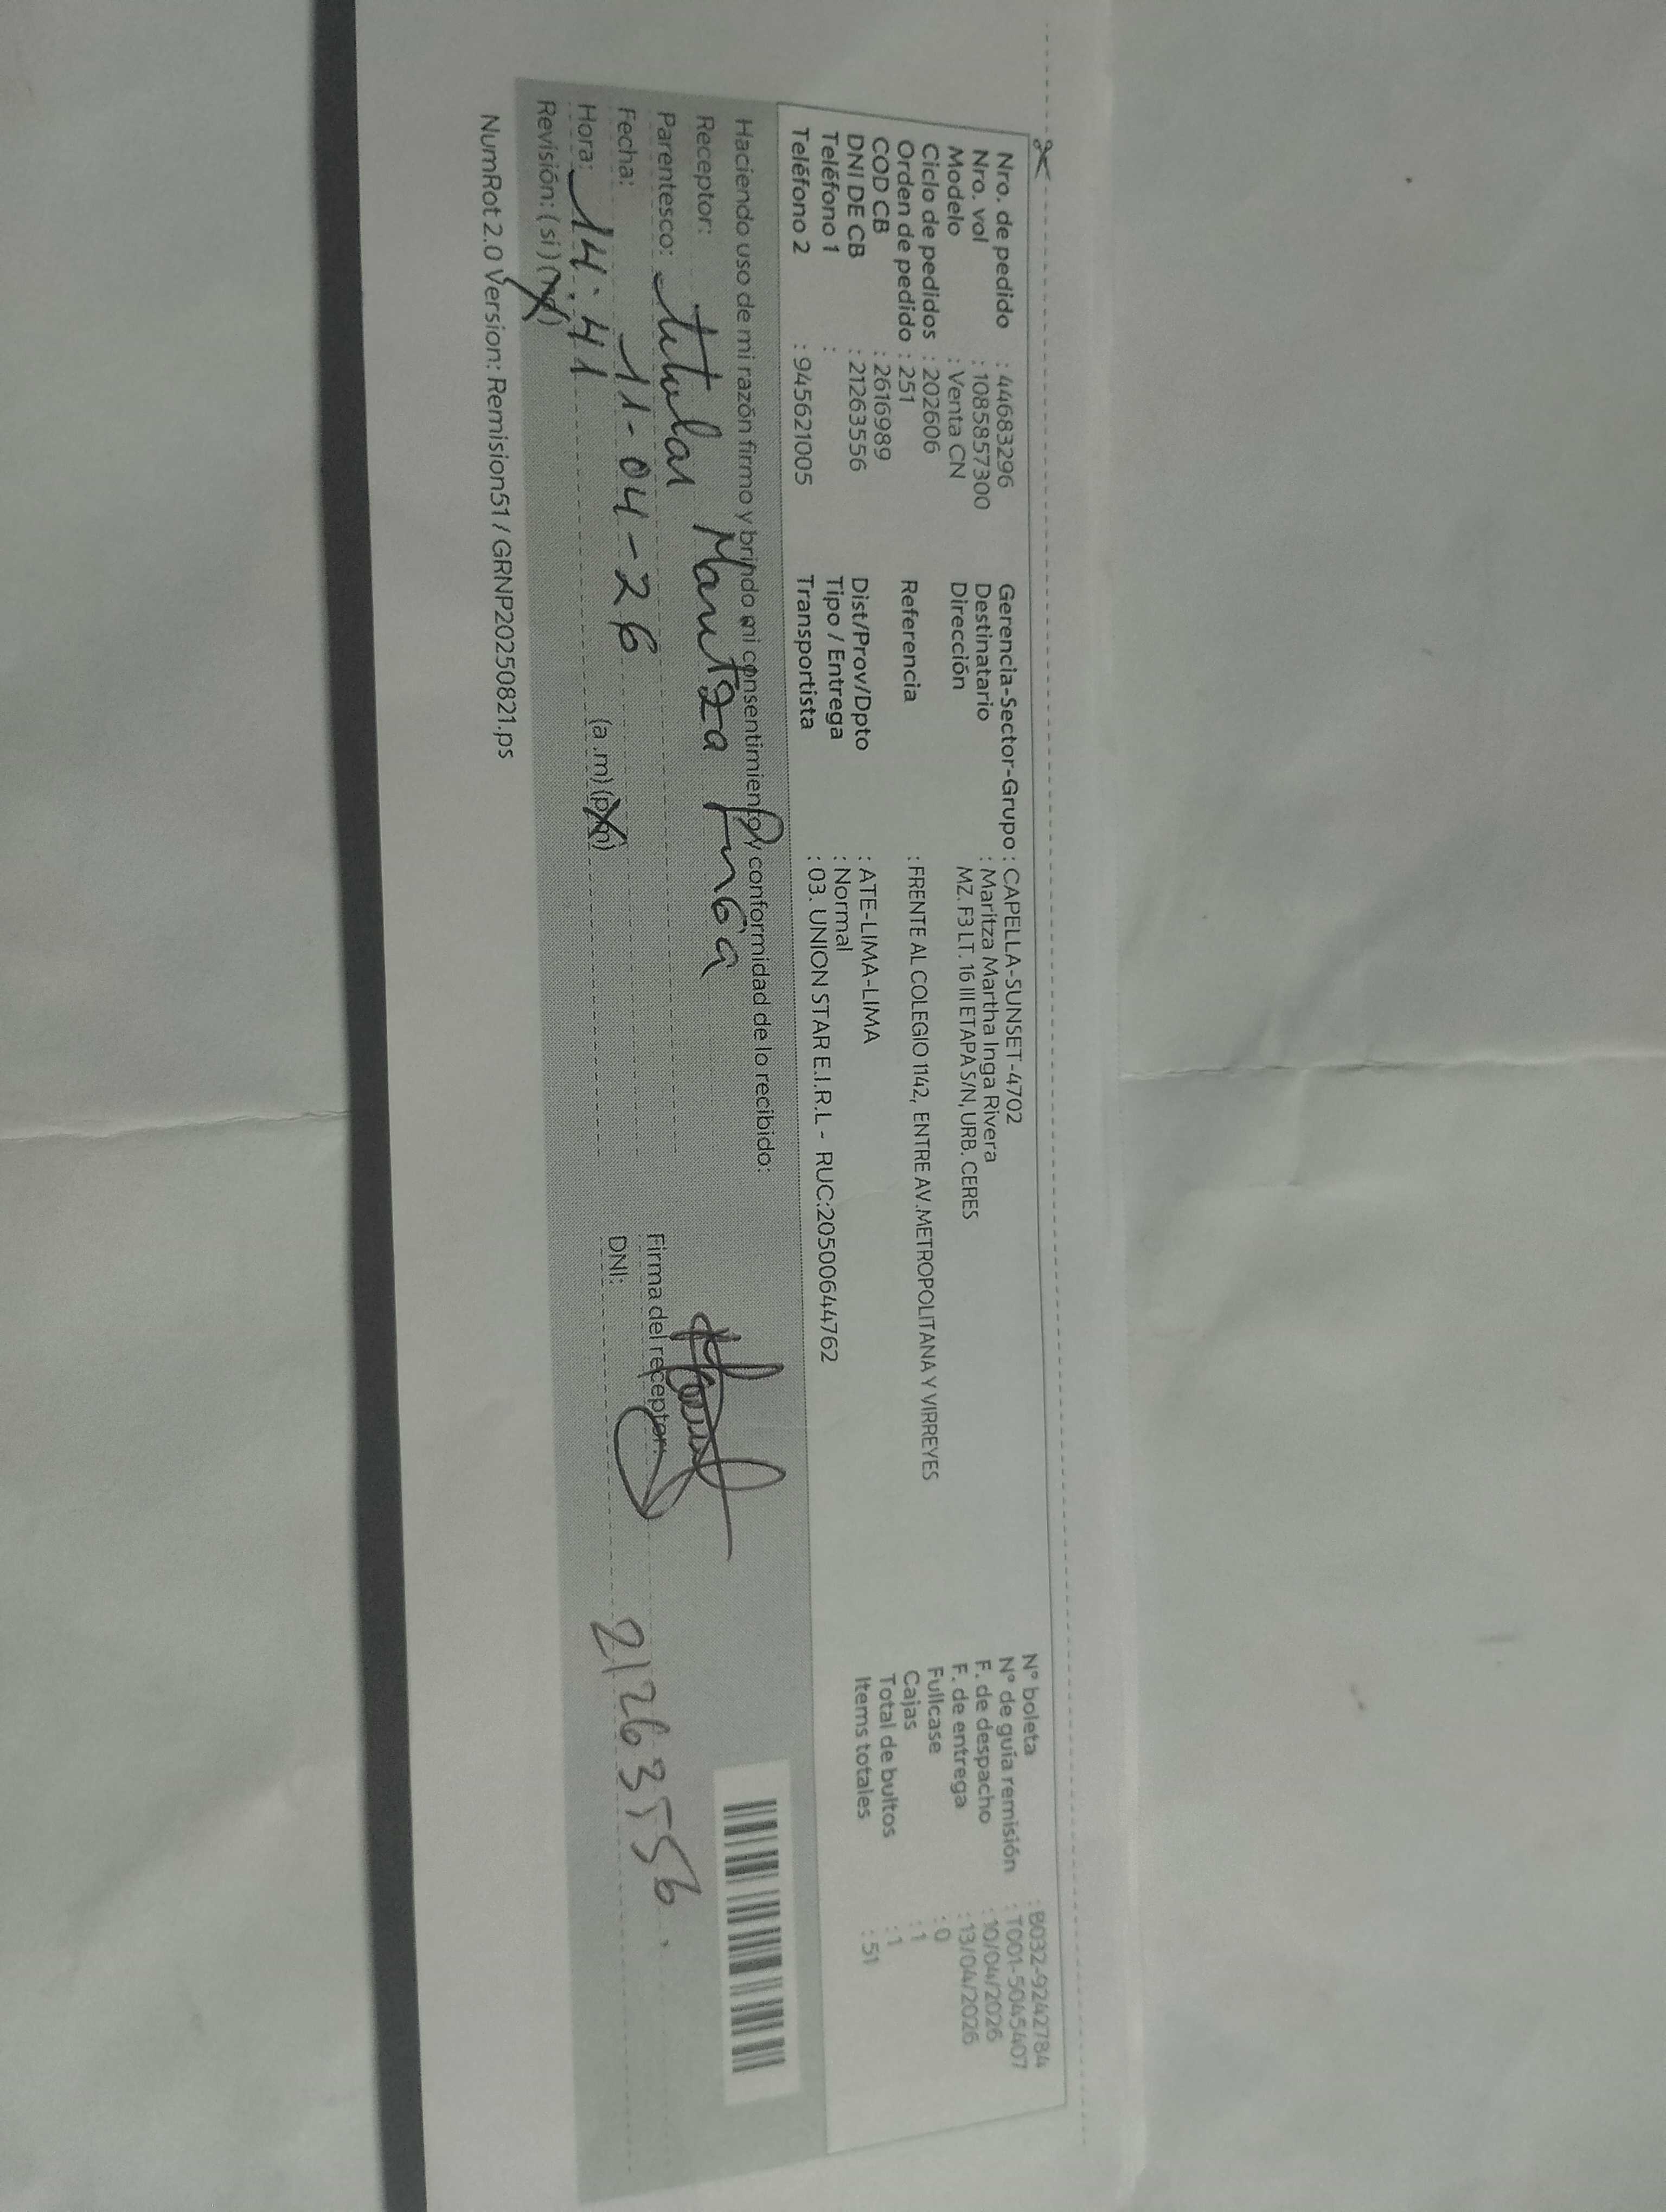 Nro. de pedido : 44683296
Nro. vol : 1085857300
Modelo : Venta CN
Ciclo de pedidos : 202606
Orden de pedido : 251
COD CB : 2616989
DNI DE CB : 21263556
Teléfono 1 :
Teléfono 2 : 945621005
Gerencia-Sector-Grupo : CAPELLA-SUNSET-4702
Destinatario : Maritza Martha Inga Rivera
Dirección MZ. F3 LT. 16 III ETAPA S/N, URB. CERES
Referencia : FRENTE AL COLEGIO 1142, ENTRE AV.METROPOLITANA Y VIRREYES
Dist/Prov/Dpto : ATE-LIMA-LIMA
Tipo / Entrega : Normal
Transportista : 03. UNION STAR E.I.R.L - RUC:20500644762
N° boleta : B032-9242784
N° de guía remisión : T001-5045407
F. de despacho : 10/04/2026
F. de entrega : 13/04/2026
Fullcase : 0
Cajas : 1
Total de bultos : 1
Items totales : 51
Haciendo uso de mi razón firmo y brindo mi consentimiento y conformidad de lo recibido:
Receptor: Maritza Inga
Parentesco: titular
Fecha: 11-04-26
Hora: 14:41 (a.m) (p.m)
Revisión: (si) (no)
Firma del receptor:
DNI: 21263556
NumRot 2.0 Version: Remision51 / GRNP20250821.ps